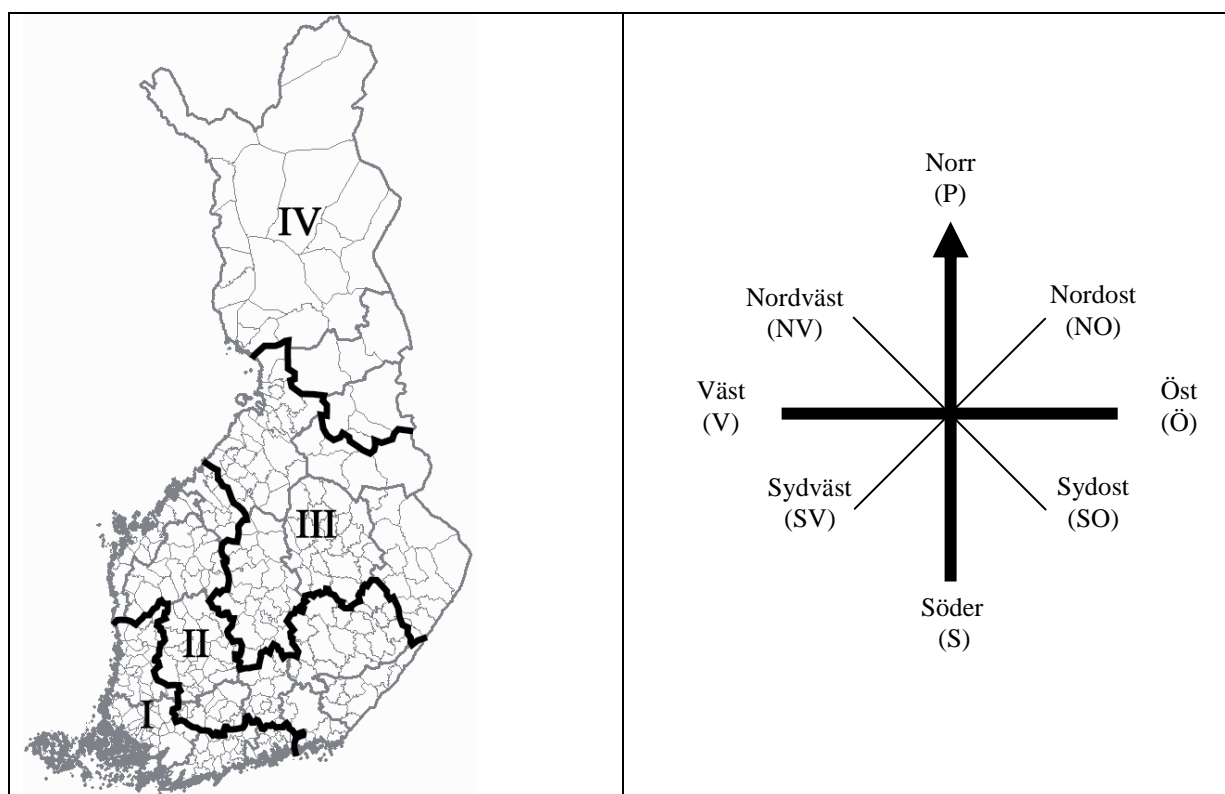 IV
III
II
I
Norr
(P)
Nordväst
(NV)
Nordost
(NO)
Väst
(V)
Öst
(Ö)
Sydväst
(SV)
Sydost
(SO)
Söder
(S)